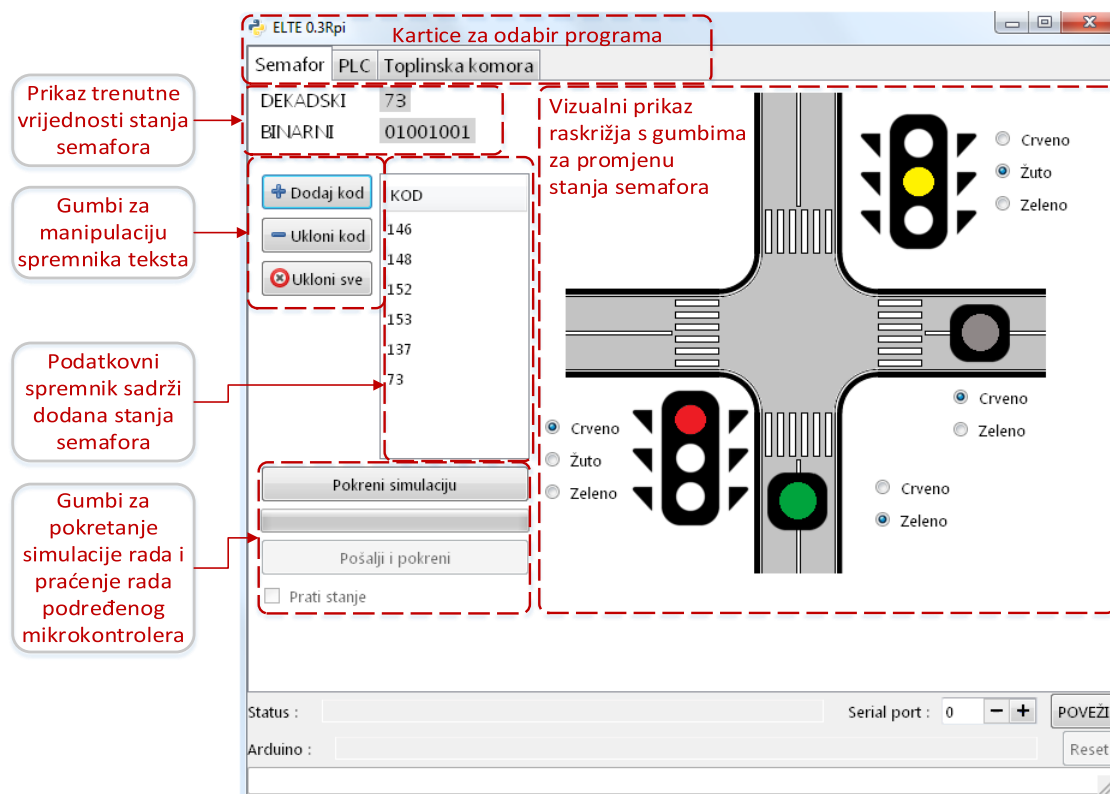 ELTE 0.3Rpi
Kartice za odabir programa
Semafor
PLC
Toplinska komora
Prikaz trenutne
vrijednosti stanja
semafora
DEKADSKI
73
BINARNI
01001001
Vizualni prikaz
raskrižja s gumbima
za promjenu
stanja semafora
Crveno
Žuto
Zeleno
Gumbi za
manipulaciju
spremnika teksta
Dodaj kod
Ukloni kod
Ukloni sve
KOD
146
148
152
153
137
73
Podatkovni
spremnik sadrži
dodana stanja
semafora
Crveno
Zeleno
Crveno
Žuto
Zeleno
Crveno
Zeleno
Gumbi za
pokretanje
simulacije rada i
praćenje rada
podređenog
mikrokontrolera
Pokreni simulaciju
Pošalji i pokreni
Prati stanje
Status :
Serial port :
0
POVEŽI
Arduino :
Reset